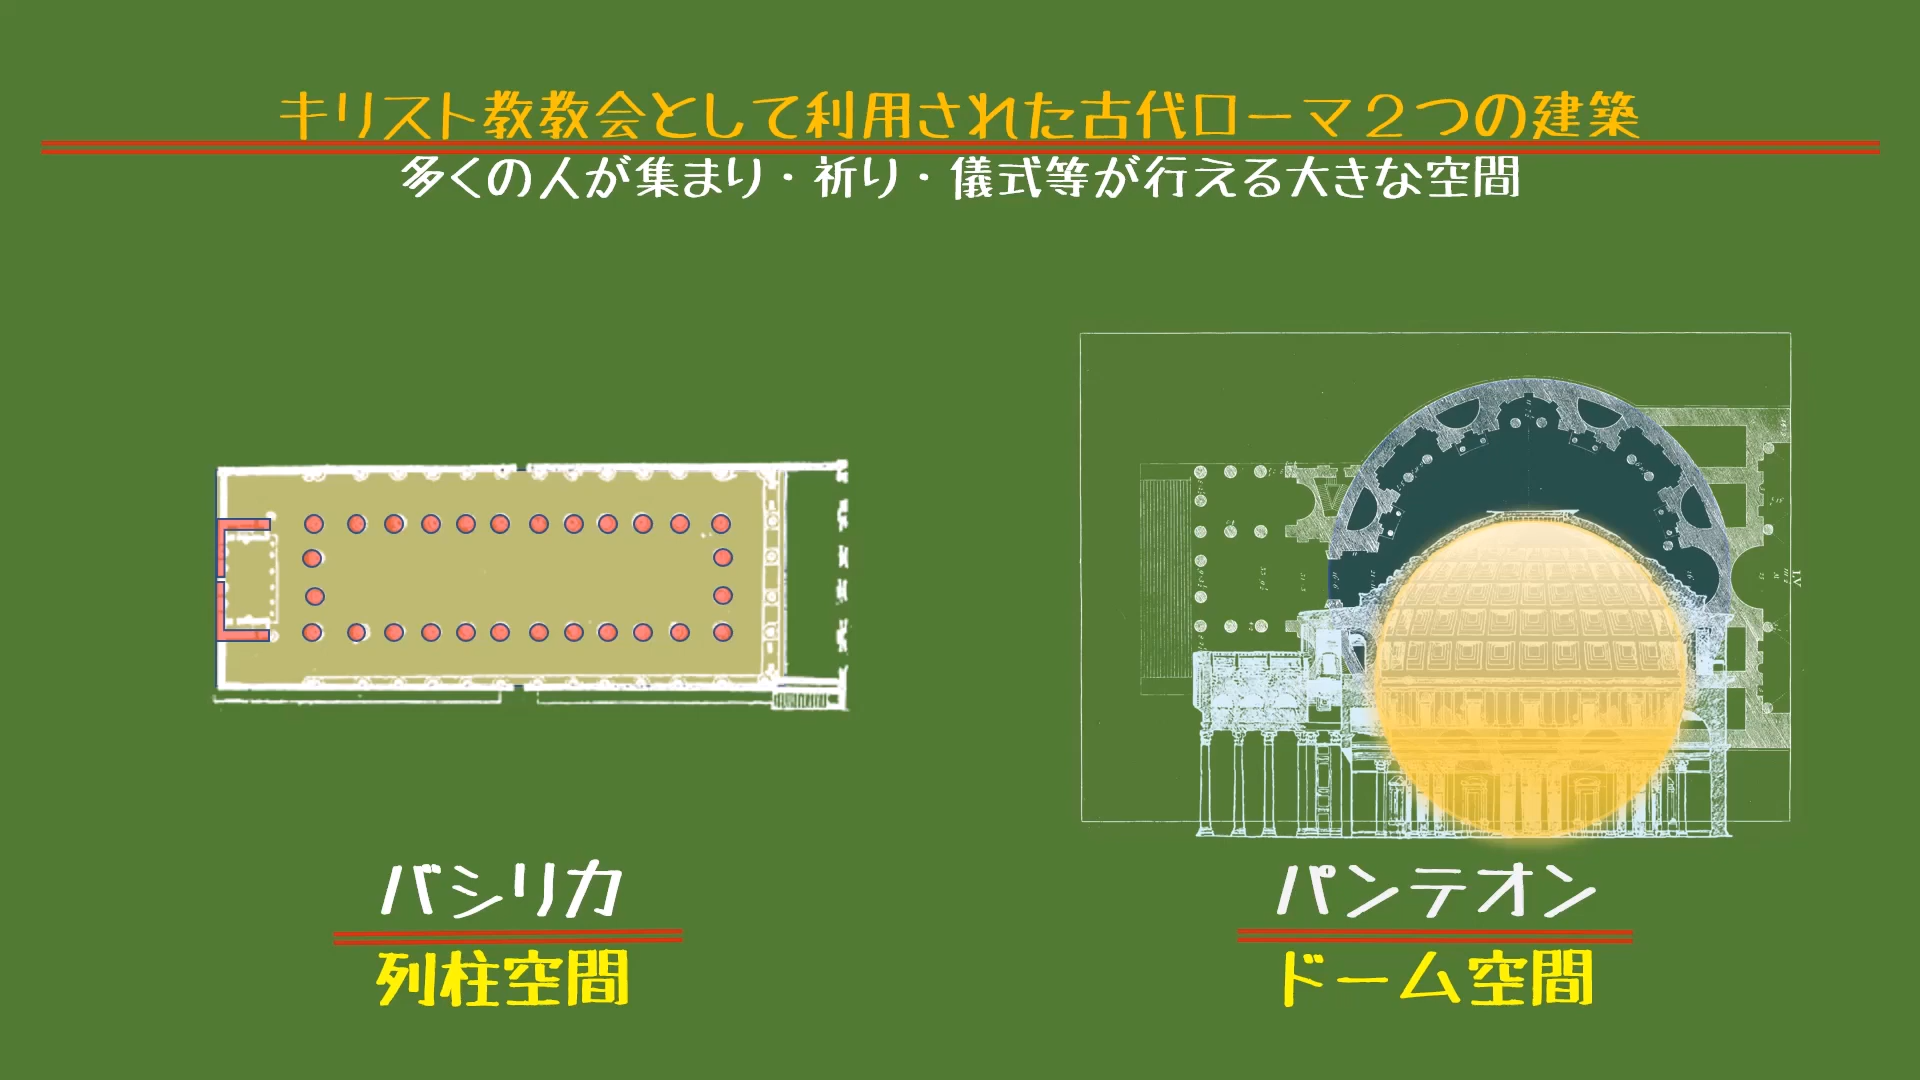 キリスト教教会として利用された古代ローマ２つの建築
多くの人が集まり・祈り・儀式等が行える大きな空間
バシリカ
列柱空間
パンテオン
ドーム空間